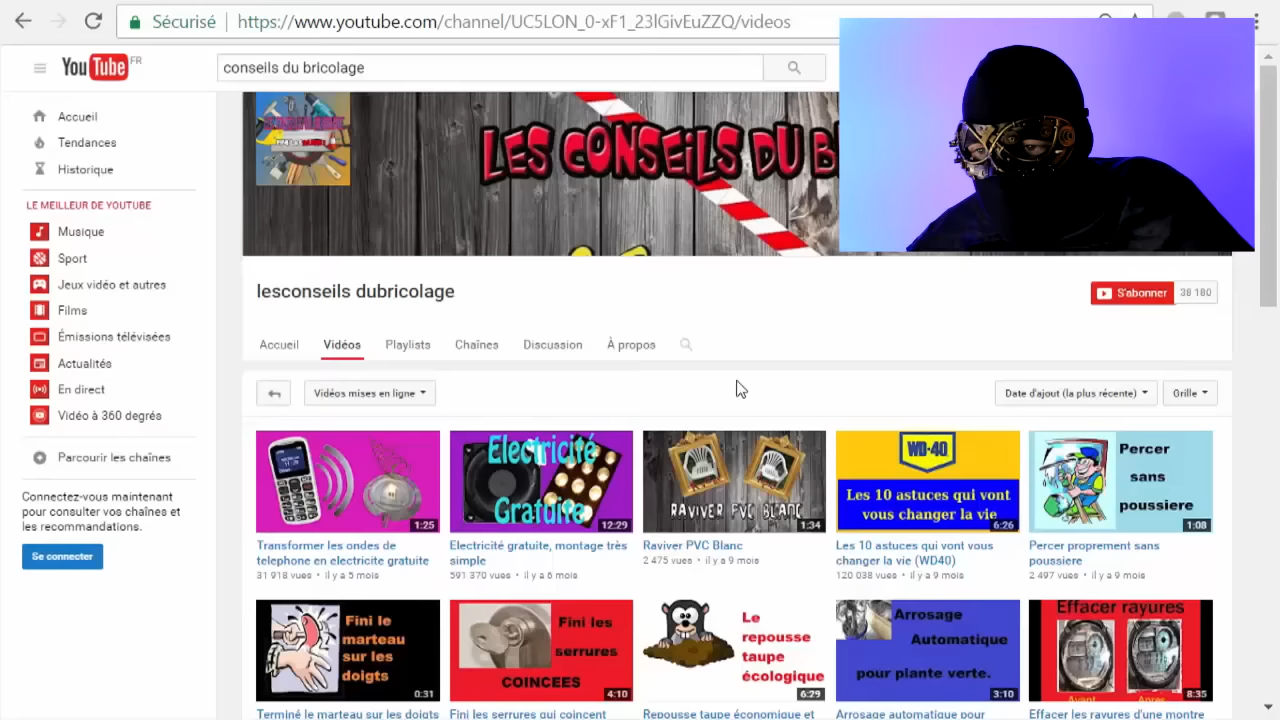 Sécurisé https://www.youtube.com/channel/UC5LON_0-xF1_23lGivEuZZQ/videos
YouTube FR
conseils du bricolage
Accueil
Tendances
Historique
LE MEILLEUR DE YOUTUBE
Musique
Sport
Jeux vidéo et autres
Films
Émissions télévisées
Actualités
En direct
Vidéo à 360 degrés
Parcourir les chaînes
Connectez-vous maintenant
pour consulter vos chaînes et
les recommandations.
Se connecter
LES CONSEILS DU B
lesconseils dubricolage
S'abonner 38 180
Accueil Vidéos Playlists Chaînes Discussion À propos
Vidéos mises en ligne
Date d'ajout (la plus récente) Grille
1:25
Electricité
Gratuite
12:29
RAVIVER PVC BLANC
1:34
WD-40
Les 10 astuces qui vont
vous changer la vie
6:26
Percer
sans
poussiere
1:08
Transformer les ondes de
telephone en electricite gratuite
31 918 vues • il y a 5 mois
Electricité gratuite, montage très
simple
591 370 vues • il y a 6 mois
Raviver PVC Blanc
2 475 vues • il y a 9 mois
Les 10 astuces qui vont vous
changer la vie (WD40)
120 038 vues • il y a 9 mois
Percer proprement sans
poussiere
2 497 vues • il y a 9 mois
Fini le
marteau
sur les
doigts
0:31
Fini les
serrures
COINCEES
4:10
Le
repousse
taupe
écologique
6:29
Arrosage
Automatique
pour plante verte.
3:10
Effacer rayures
Avant Apres
8:35
Terminé le marteau sur les doigts
Fini les serrures qui coincent
Repousse taupe économique et
Arrosage automatique pour
Effacer les rayures d'une montre